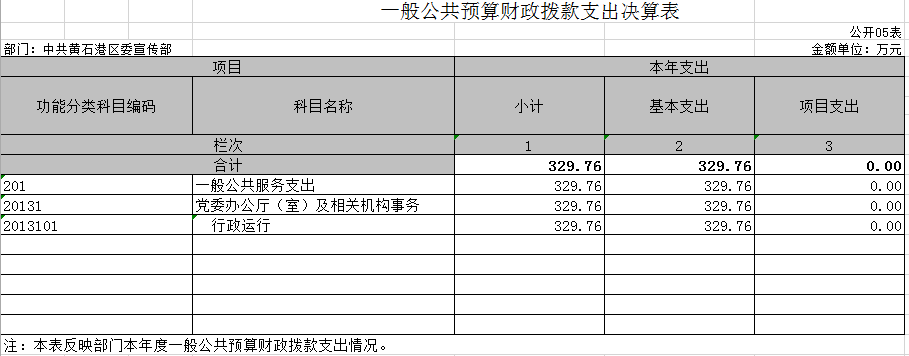 一般公共预算财政拨款支出决算表
公开05表
部门：中共黄石港区委宣传部 金额单位：万元
项目 本年支出
功能分类科目编码 科目名称 小计 基本支出 项目支出
栏次 1 2 3
合计 329.76 329.76 0.00
201 一般公共服务支出 329.76 329.76 0.00
20131 党委办公厅（室）及相关机构事务 329.76 329.76 0.00
2013101 行政运行 329.76 329.76 0.00
注：本表反映部门本年度一般公共预算财政拨款支出情况。